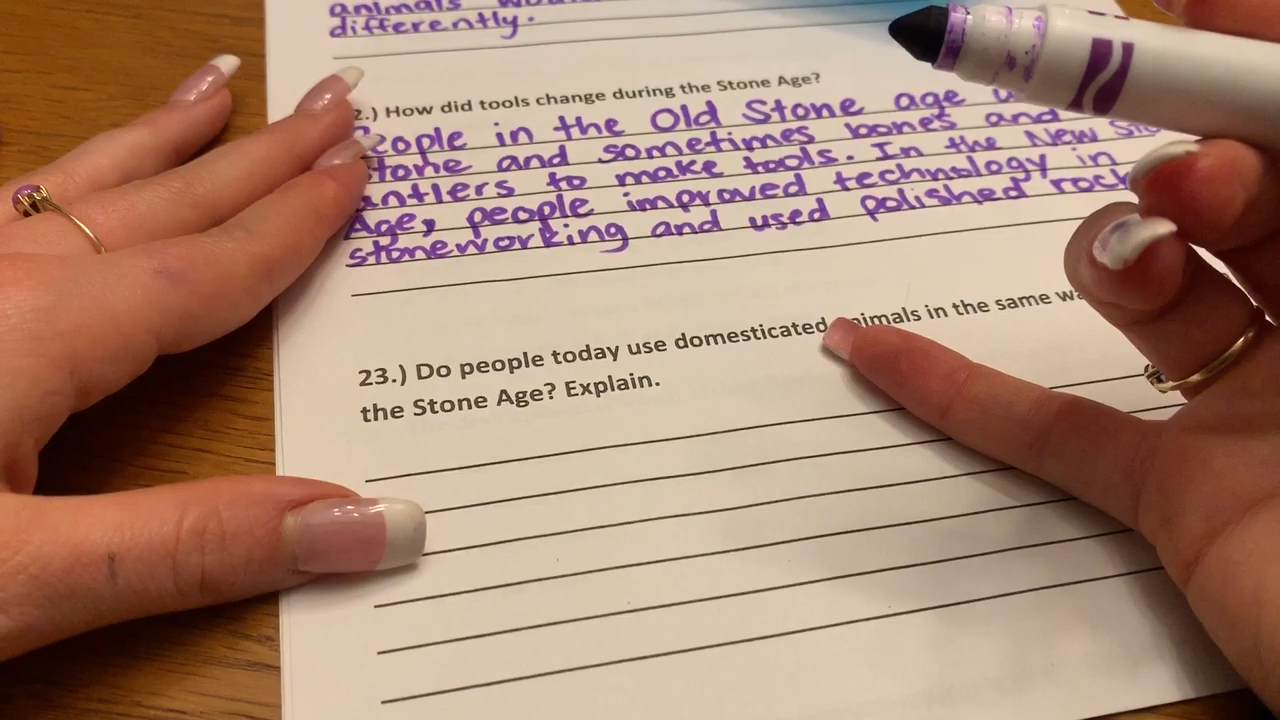 animals
differently.
2.) How did tools change during the Stone Age?
People in the Old Stone age
stone and sometimes bones and
antlers to make tools. In the New
Age, people improved technology in
stoneworking and used polished rock
23.) Do people today use domesticated animals in the same
the Stone Age? Explain.